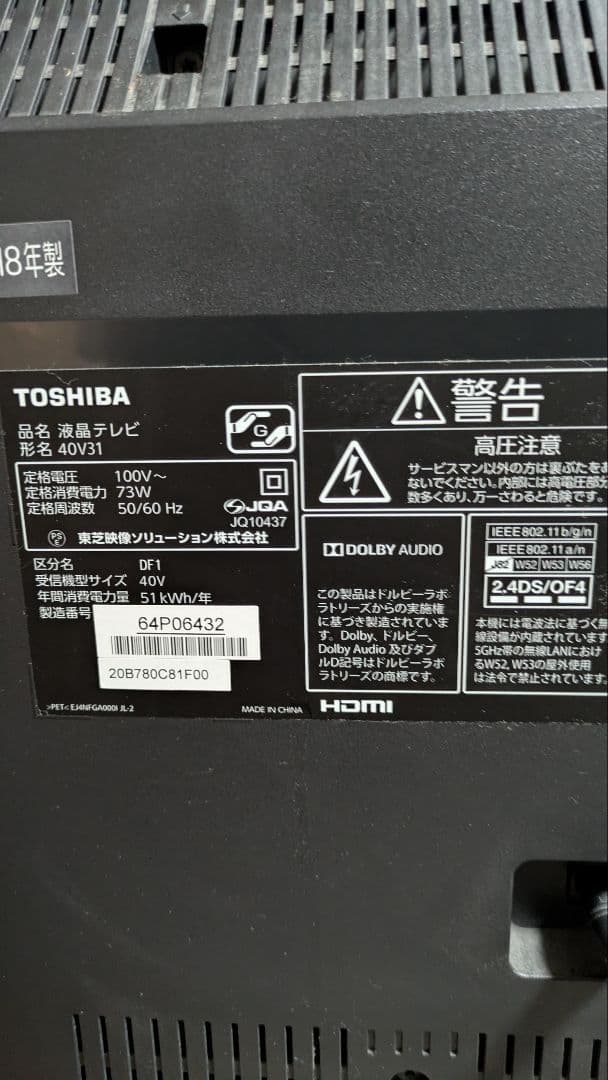 18年製
TOSHIBA
品名 液晶テレビ
形名 40V31
G
定格電圧 100V～
定格消費電力 73W
定格周波数 50/60 Hz
JQA
JQ10437
PSE 東芝映像ソリューション株式会社
区分名 DF1
受信機型サイズ 40V
年間消費電力量 51kWh/年
製造番号
64P06432
20B780C81F00
>PET< EJ4NFGA000I JL-2
MADE IN CHINA
HDMI
警告
高圧注意
サービスマン以外の方は裏ぶたをあ
ないでください。内部には高電圧部分
数多くあり、万一さわると危険です。
DOLBY AUDIO
この製品はドルビーラボ
ラトリーズからの実施権
に基づき製造されていま
す。Dolby、ドルビー、
Dolby Audio 及びダブ
ルD記号はドルビーラボ
ラトリーズの商標です。
IEEE802.11b/g/n
IEEE802.11a/n
J52 W52 W53 W56
2.4DS/OF4
本機には電波法に基づく無
線設備が内蔵されています
5GHz帯の無線LANにおけ
るW52、W53の屋外使用
は法令で禁止されています。